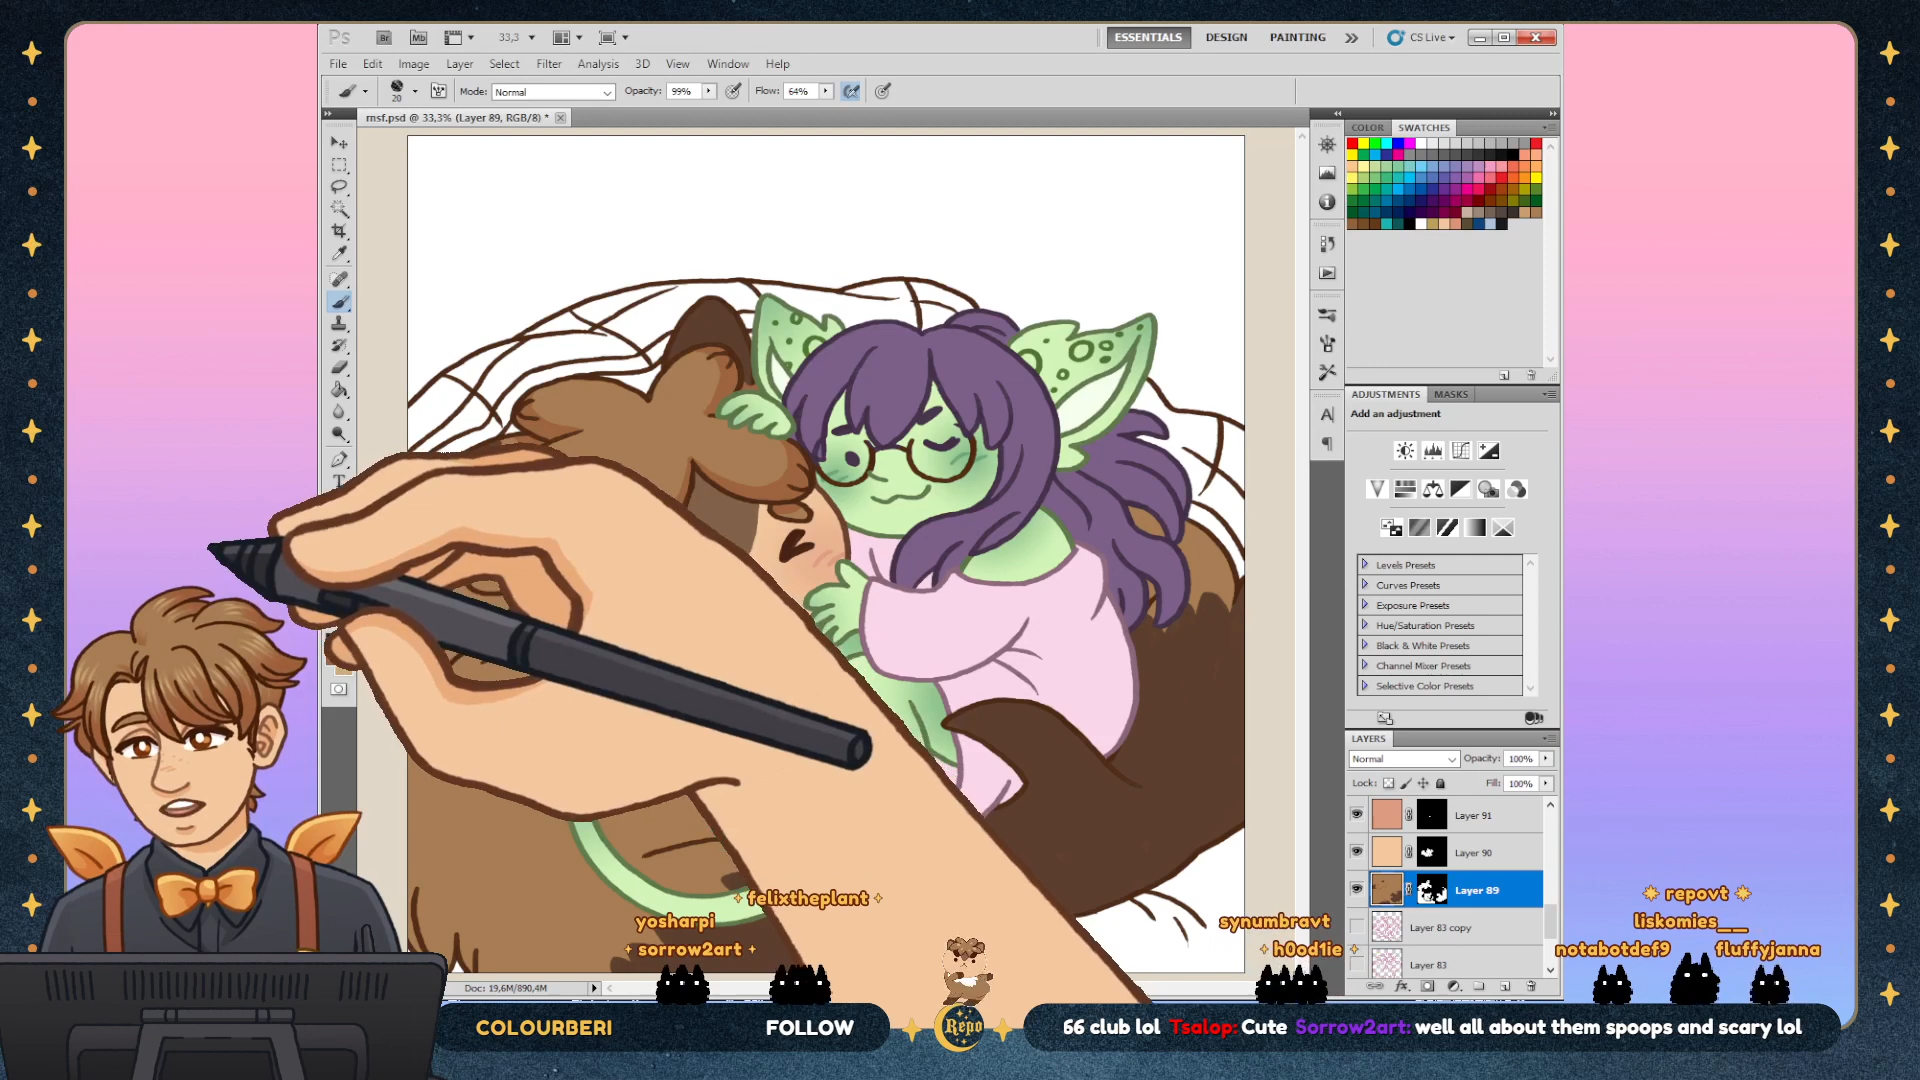 Ps Br Mb 33,3 ESSENTIALS DESIGN PAINTING CS Live
File Edit Image Layer Select Filter Analysis 3D View Window Help
20 Mode: Normal Opacity: 99% Flow: 64%
rnsf.psd @ 33,3% (Layer 89, RGB/8) *
COLOR SWATCHES
ADJUSTMENTS MASKS
Add an adjustment
Levels Presets
Curves Presets
Exposure Presets
Hue/Saturation Presets
Black & White Presets
Channel Mixer Presets
Selective Color Presets
LAYERS
Normal Opacity: 100%
Lock: Fill: 100%
Layer 91
Layer 90
Layer 89
Layer 83 copy
Layer 83
Doc: 19,6M/890,4M
felixtheplant
yosharpi
sorrow2art
synumbravt
h0od1ie
repovt
liskomies__
notabotdef9 fluffyjanna
COLOURBERI FOLLOW
Repo
66 club lol Tsalop: Cute Sorrow2art: well all about them spoops and scary lol